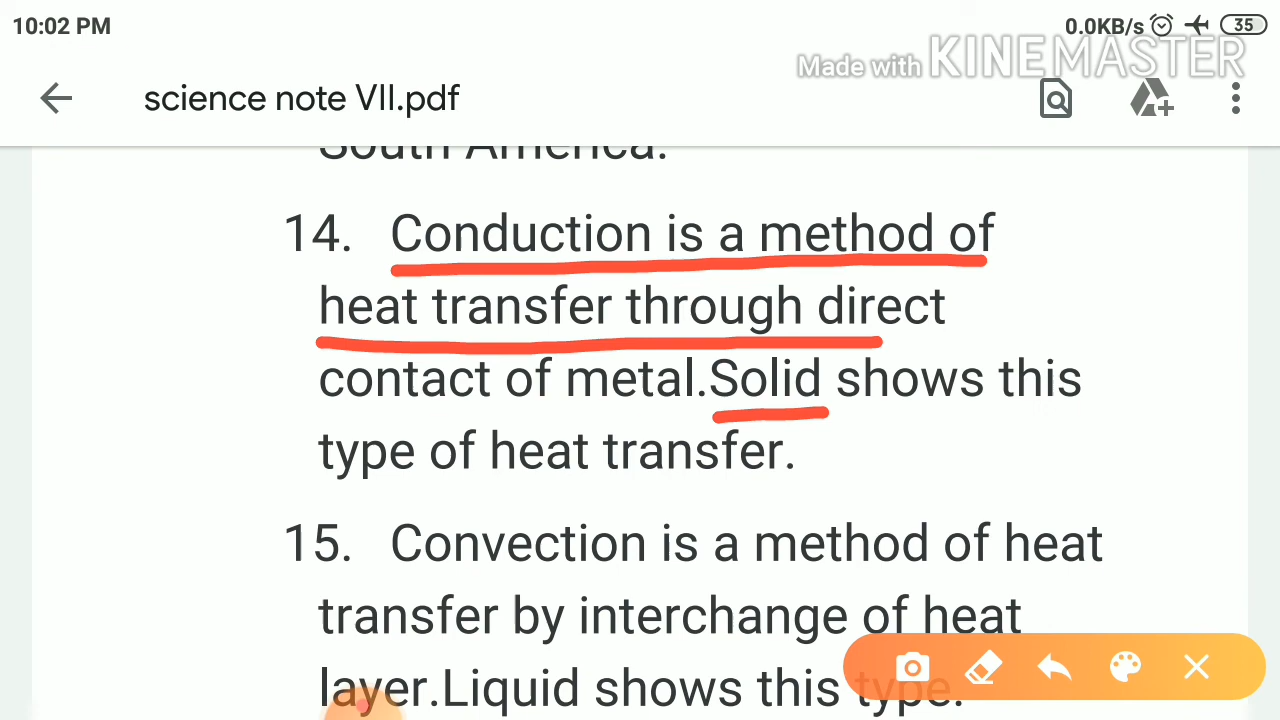 10:02 PM
0.0KB/s
35
Made with KINEMASTER
science note VII.pdf
South America.
14. Conduction is a method of
heat transfer through direct
contact of metal.Solid shows this
type of heat transfer.
15. Convection is a method of heat
transfer by interchange of heat
layer.Liquid shows this type.